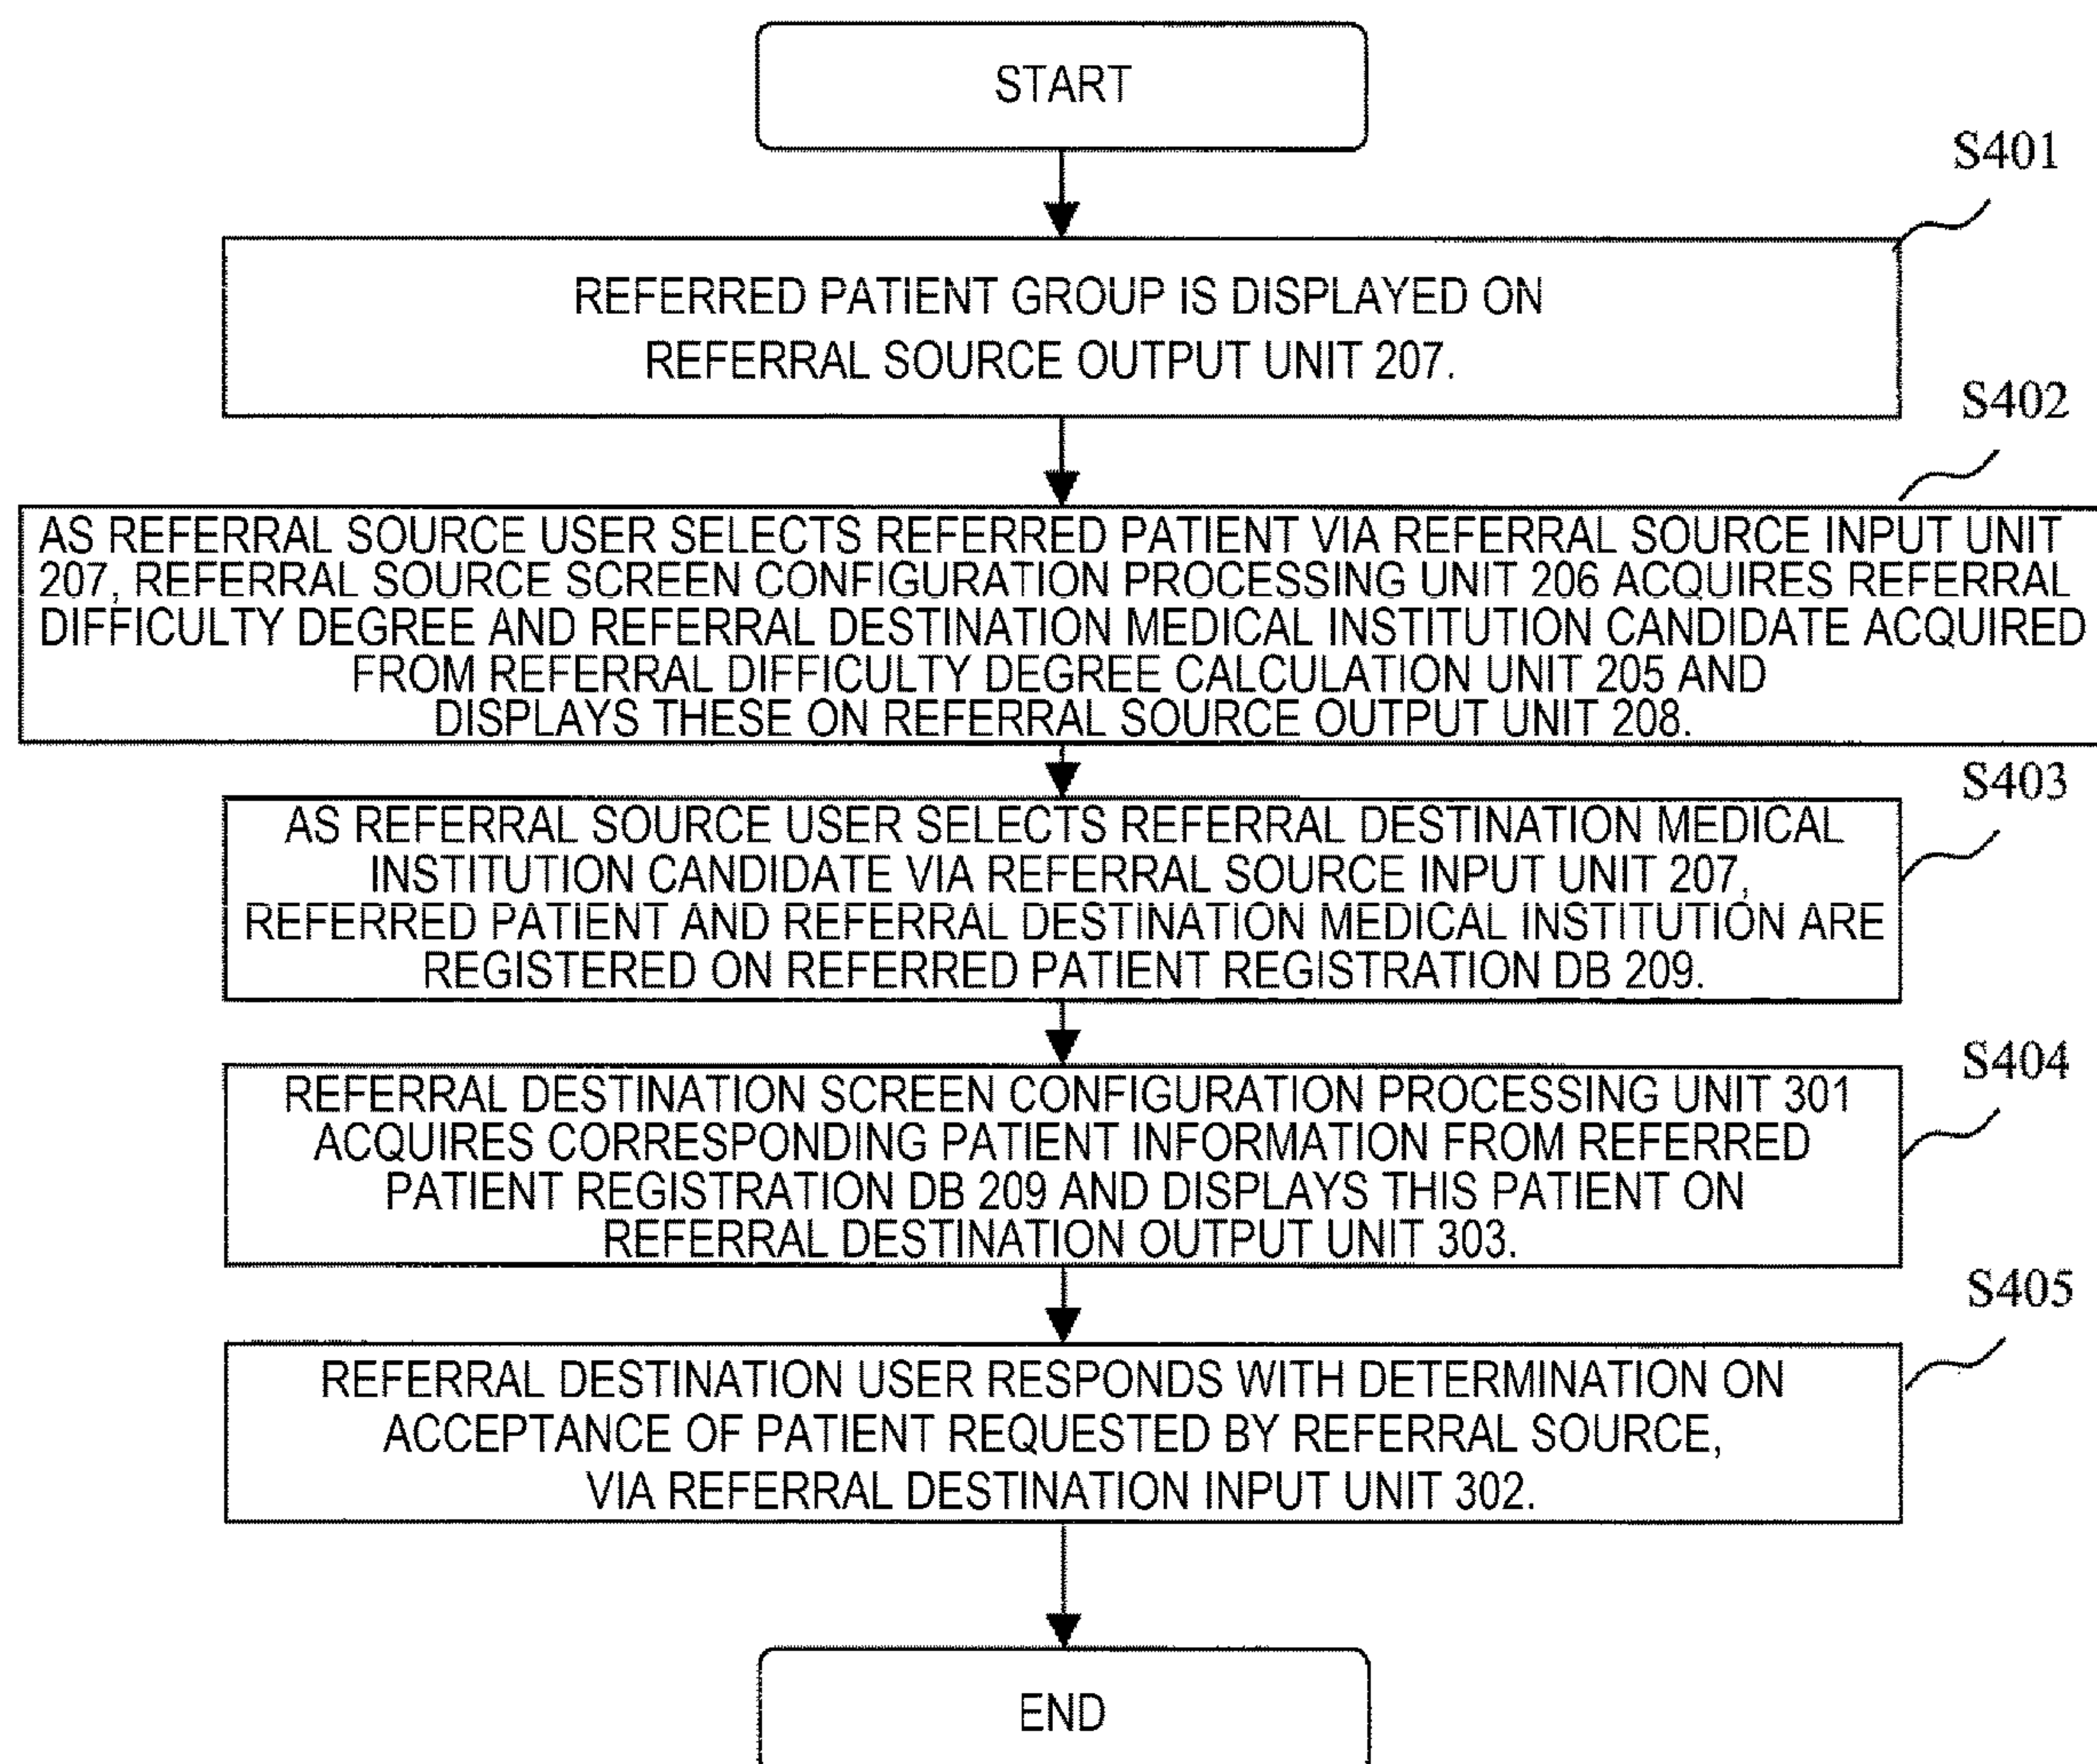 START
S401
REFERRED PATIENT GROUP IS DISPLAYED ON
REFERRAL SOURCE OUTPUT UNIT 207.
S402
AS REFERRAL SOURCE USER SELECTS REFERRED PATIENT VIA REFERRAL SOURCE INPUT UNIT
207, REFERRAL SOURCE SCREEN CONFIGURATION PROCESSING UNIT 206 ACQUIRES REFERRAL
DIFFICULTY DEGREE AND REFERRAL DESTINATION MEDICAL INSTITUTION CANDIDATE ACQUIRED
FROM REFERRAL DIFFICULTY DEGREE CALCULATION UNIT 205 AND
DISPLAYS THESE ON REFERRAL SOURCE OUTPUT UNIT 208.
S403
AS REFERRAL SOURCE USER SELECTS REFERRAL DESTINATION MEDICAL
INSTITUTION CANDIDATE VIA REFERRAL SOURCE INPUT UNIT 207,
REFERRED PATIENT AND REFERRAL DESTINATION MEDICAL INSTITUTION ARE
REGISTERED ON REFERRED PATIENT REGISTRATION DB 209.
S404
REFERRAL DESTINATION SCREEN CONFIGURATION PROCESSING UNIT 301
ACQUIRES CORRESPONDING PATIENT INFORMATION FROM REFERRED
PATIENT REGISTRATION DB 209 AND DISPLAYS THIS PATIENT ON
REFERRAL DESTINATION OUTPUT UNIT 303.
S405
REFERRAL DESTINATION USER RESPONDS WITH DETERMINATION ON
ACCEPTANCE OF PATIENT REQUESTED BY REFERRAL SOURCE,
VIA REFERRAL DESTINATION INPUT UNIT 302.
END